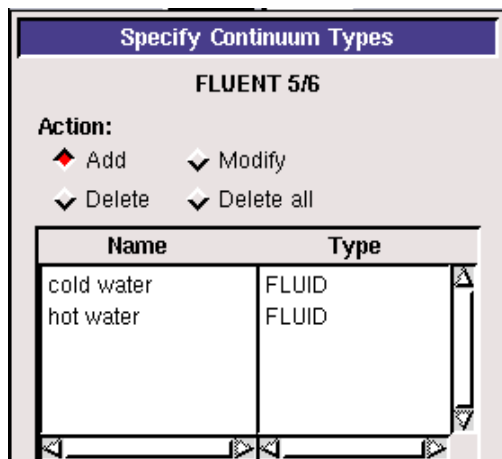 Specify Continuum Types
FLUENT 5/6
Action:
Add Modify
Delete Delete all
Name Type
cold water FLUID
hot water FLUID